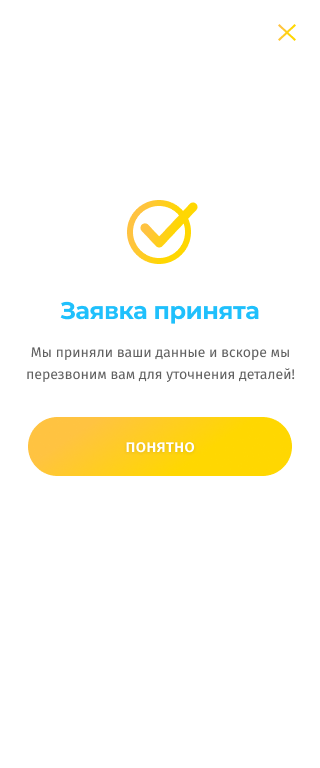 Заявка принята
Мы приняли ваши данные и вскоре мы
перезвоним вам для уточнения деталей!
ПОНЯТНО